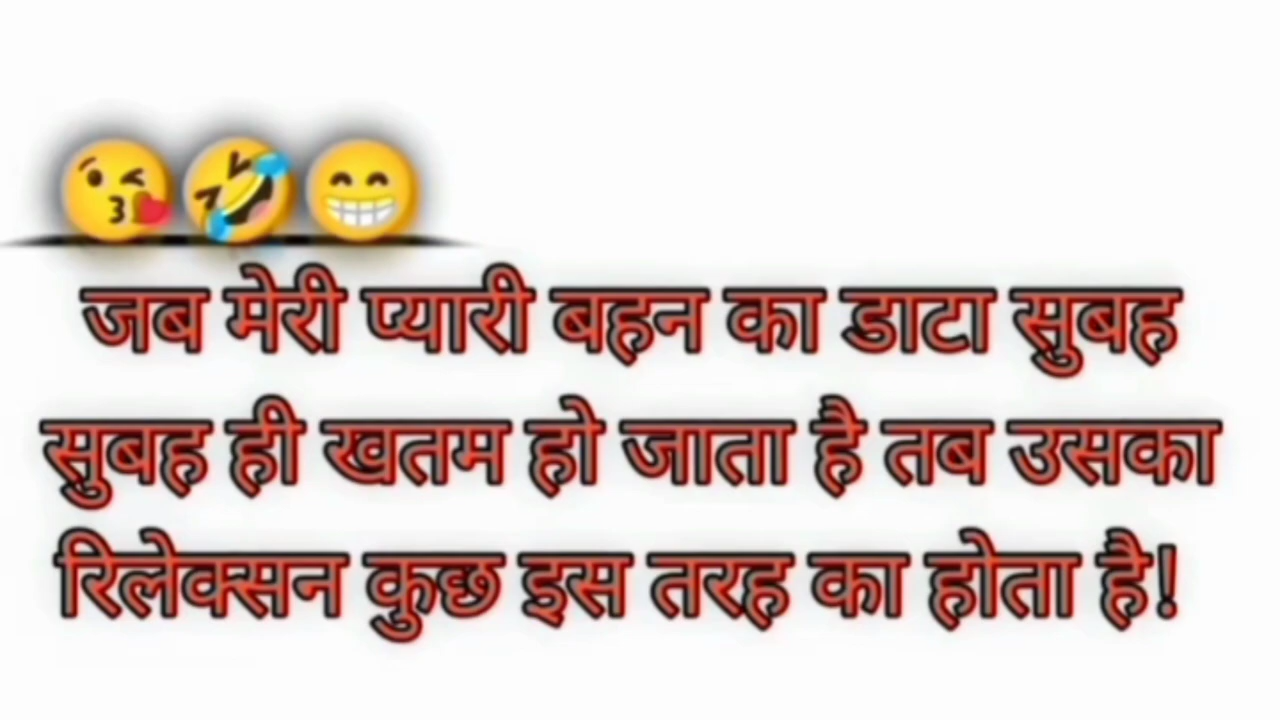 😘🤣😁
जब मेरी प्यारी बहन का डाटा सुबह
सुबह ही खतम हो जाता है तब उसका
रिलेक्सन कुछ इस तरह का होता है!